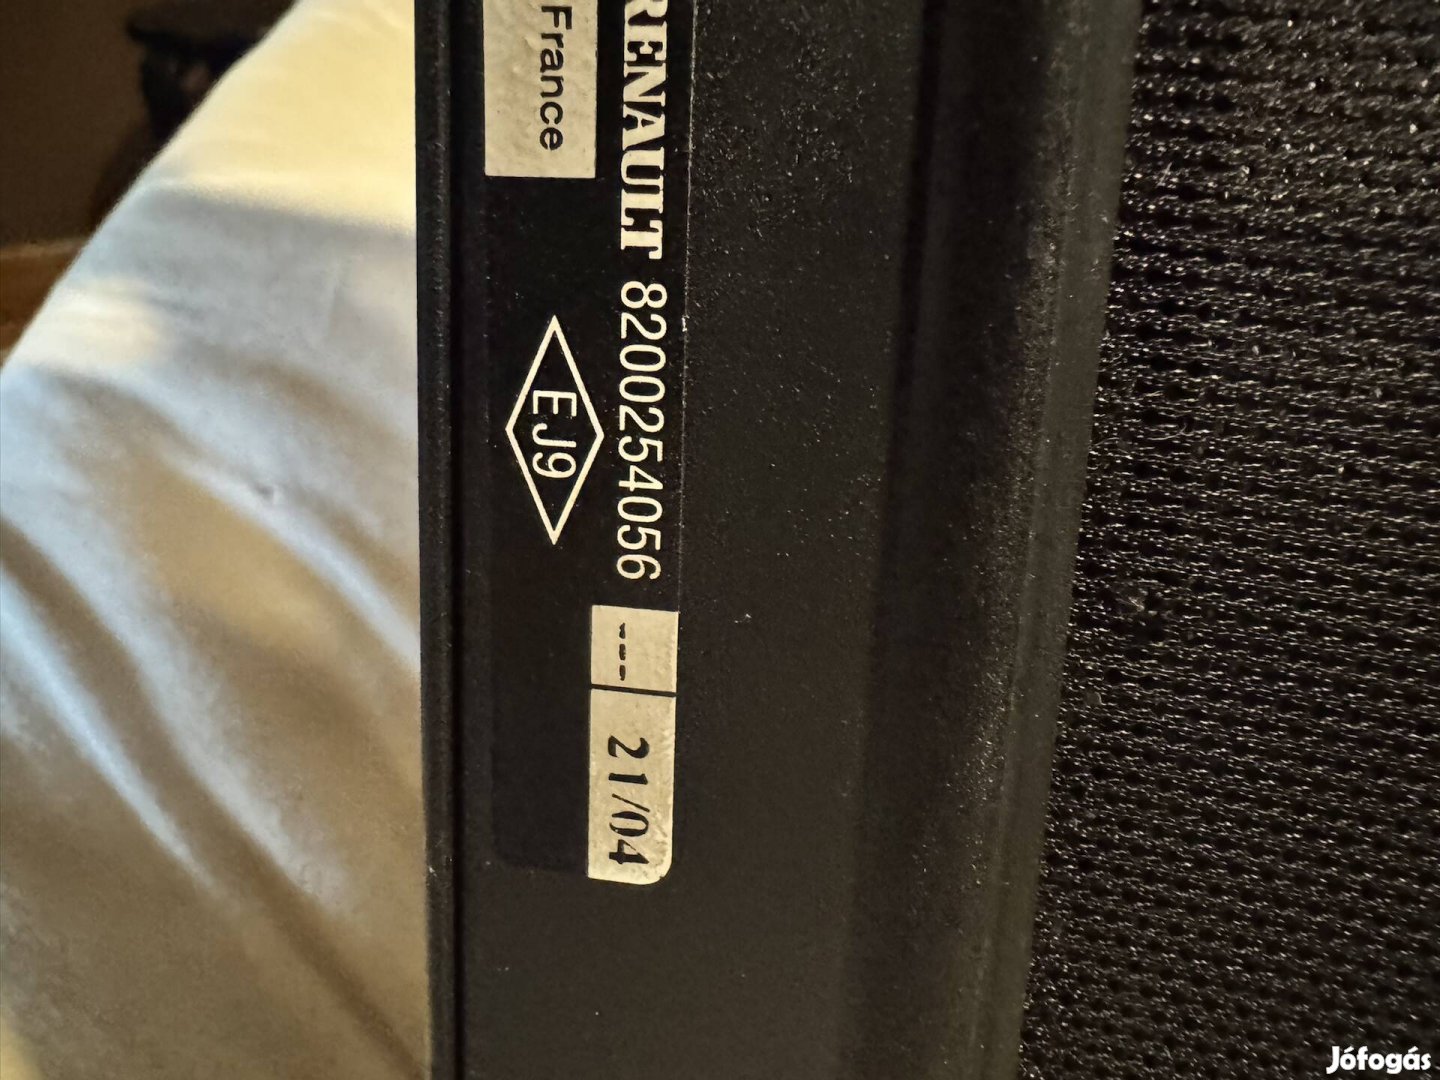 RENAULT 8200254056 --- 21/04
France
EJ9
Jófogás